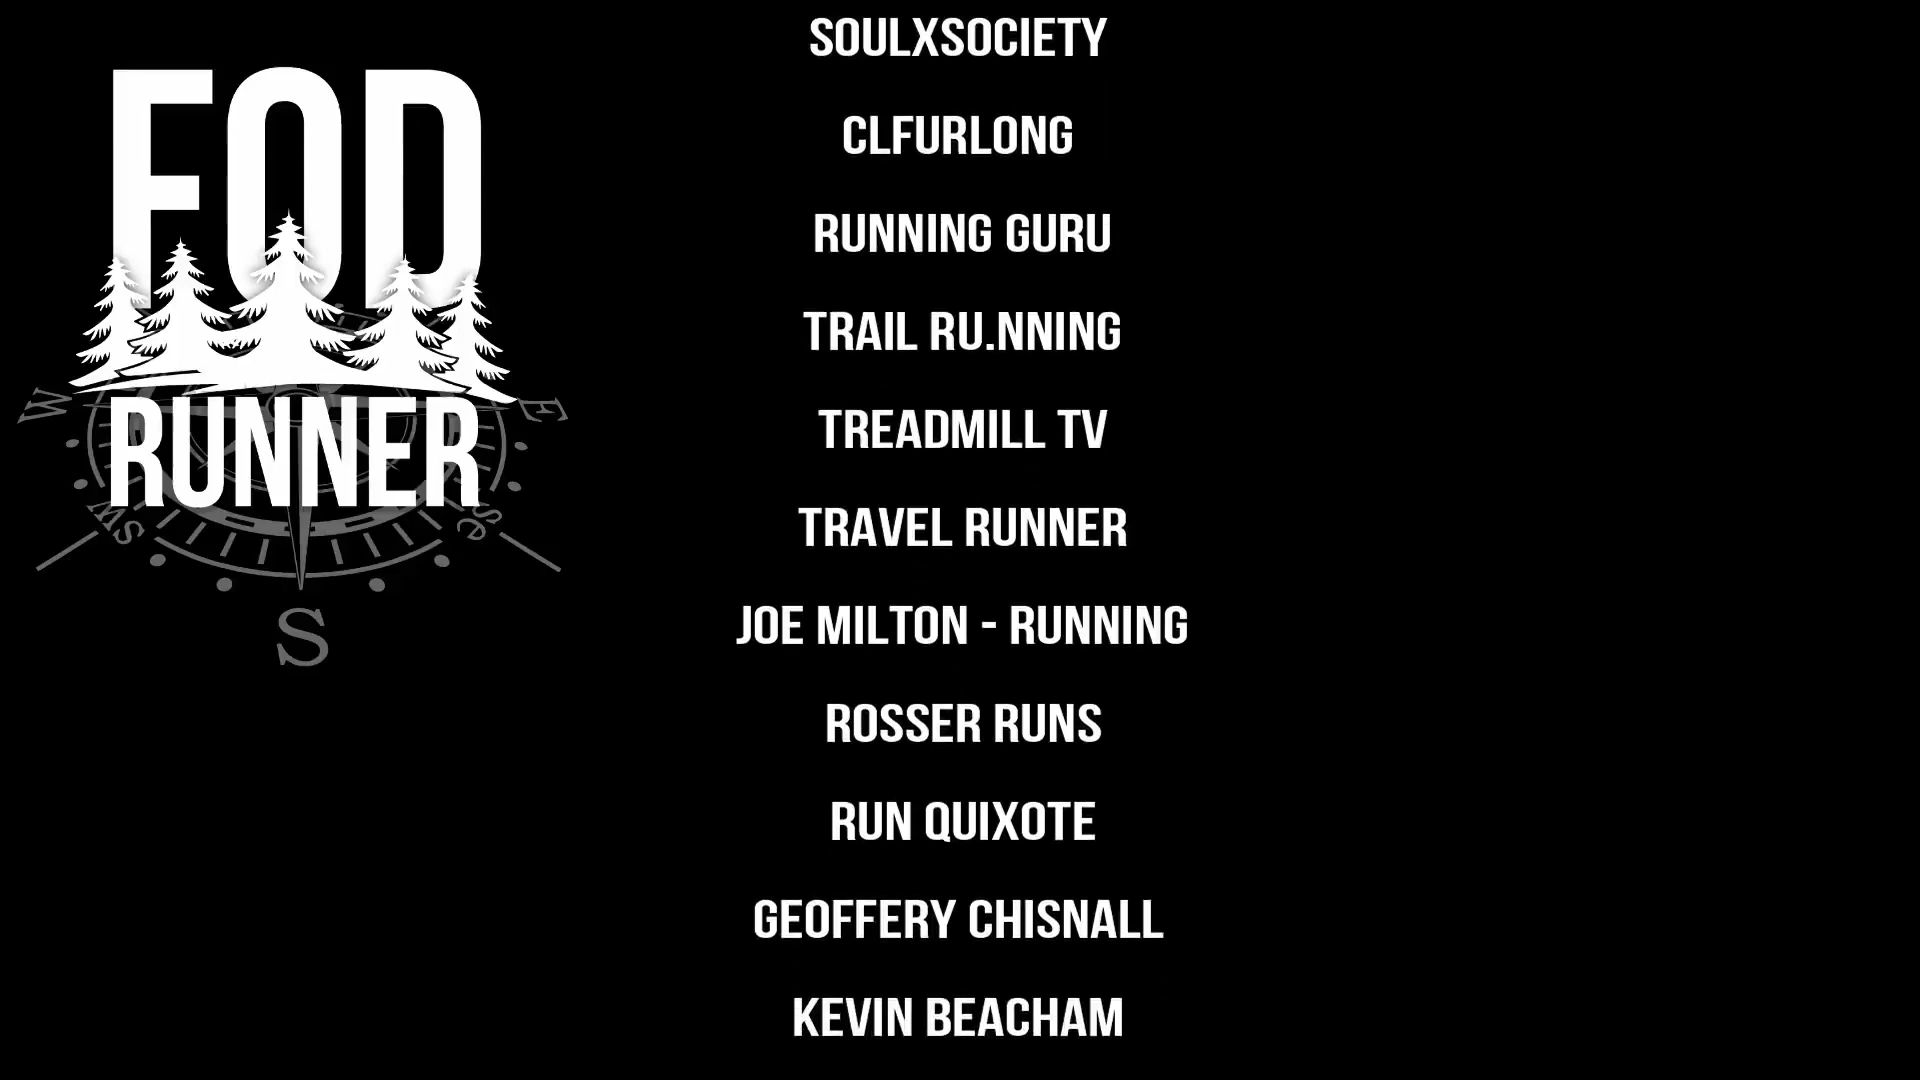 FOD
RUNNER
W
E
SW
SE
S
SOULXSOCIETY
CLFURLONG
RUNNING GURU
TRAIL RU.NNING
TREADMILL TV
TRAVEL RUNNER
JOE MILTON - RUNNING
ROSSER RUNS
RUN QUIXOTE
GEOFFERY CHISNALL
KEVIN BEACHAM